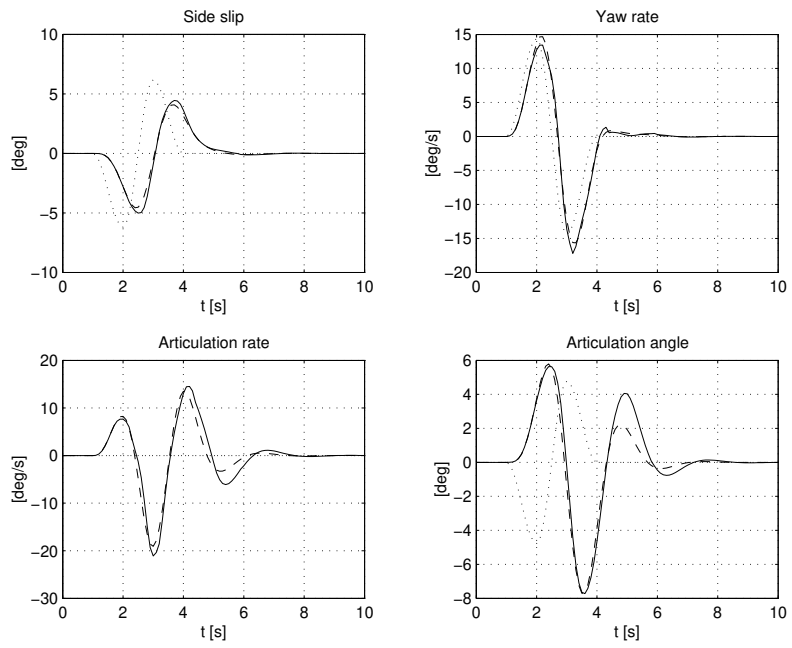 Side slip
10
5
0
−5
−10
[deg]
0 2 4 6 8 10
t [s]
Yaw rate
15
10
5
0
−5
−10
−15
−20
[deg/s]
0 2 4 6 8 10
t [s]
Articulation rate
20
10
0
−10
−20
−30
[deg/s]
0 2 4 6 8 10
t [s]
Articulation angle
6
4
2
0
−2
−4
−6
−8
[deg]
0 2 4 6 8 10
t [s]